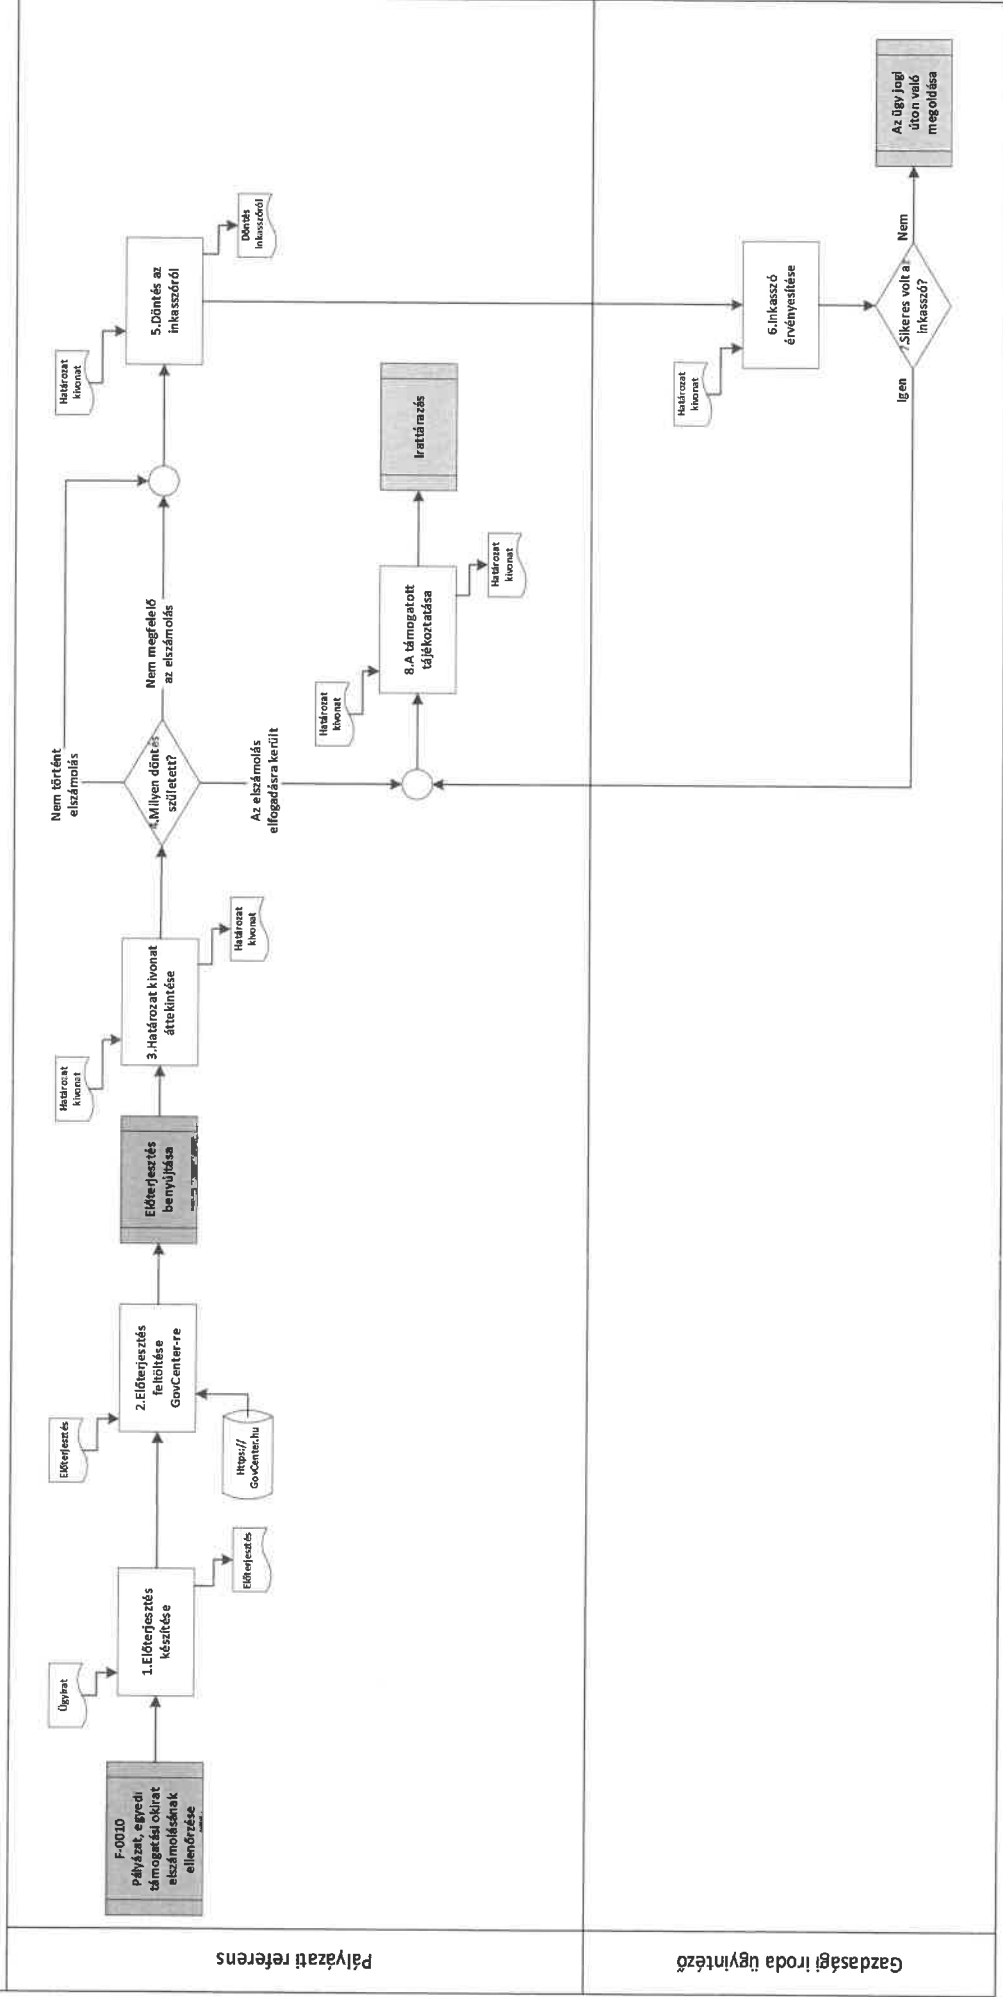 Pályázati referens
F-0010
Pályázat, egyedi
támogatási okirat
elszámolásának
ellenőrzése
Ügyirat
1.Előterjesztés
készítése
Előterjesztés
Előterjesztés
2.Előterjesztés
feltöltése
GovCenter-re
Https://
GovCenter.hu
Előterjesztés
benyújtása
Határozat
kivonat
3.Határozat kivonat
áttekintése
Határozat
kivonat
4.Milyen döntés
született?
Nem történt
elszámolás
Nem megfelelő
az elszámolás
Az elszámolás
elfogadásra került
Határozat
kivonat
5.Döntés az
inkasszóról
Döntés
inkasszóról
Határozat
kivonat
8.A támogatott
tájékoztatása
Határozat
kivonat
Irattárazás
Gazdasági iroda ügyintéző
Határozat
kivonat
6.Inkasszó
érvényesítése
7.Sikeres volt az
inkasszó?
Igen
Nem
Az ügy jogi
úton való
megoldása